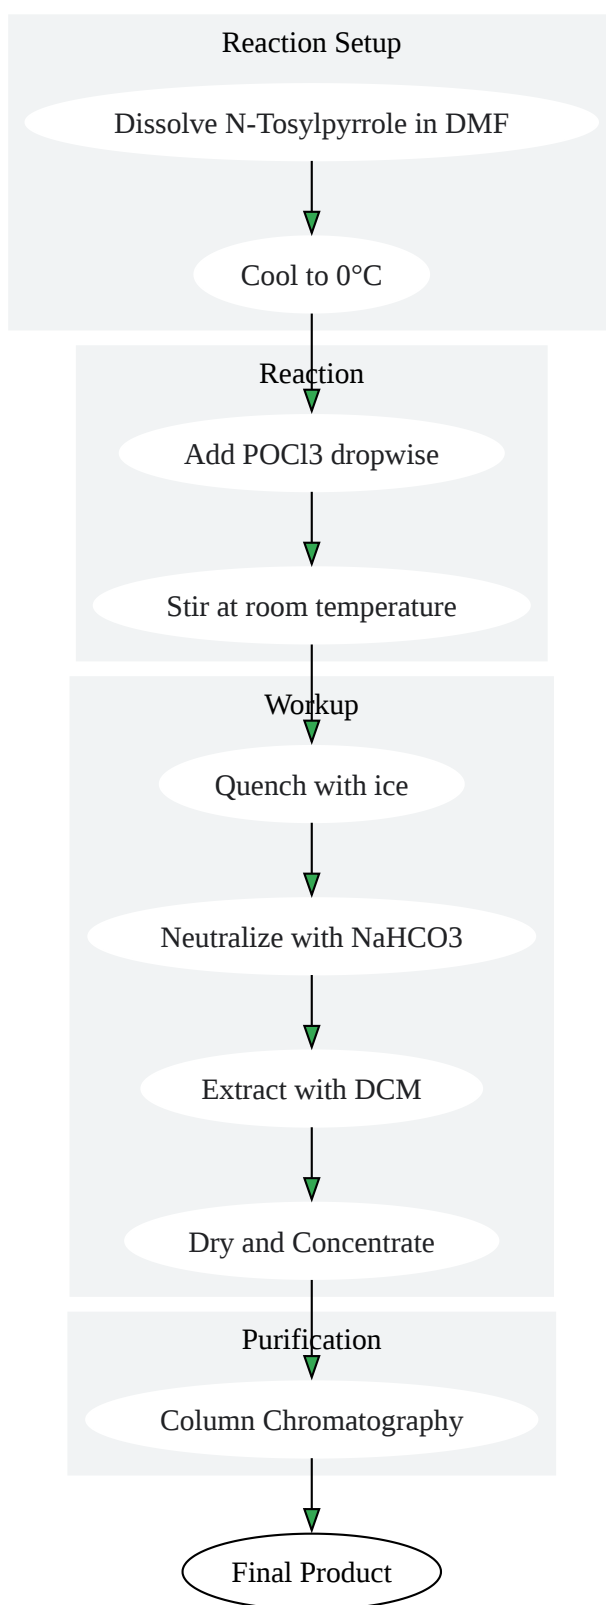 Reaction Setup
Dissolve N-Tosylpyrrole in DMF
Cool to 0°C
Reaction
Add POCl3 dropwise
Stir at room temperature
Workup
Quench with ice
Neutralize with NaHCO3
Extract with DCM
Dry and Concentrate
Purification
Column Chromatography
Final Product